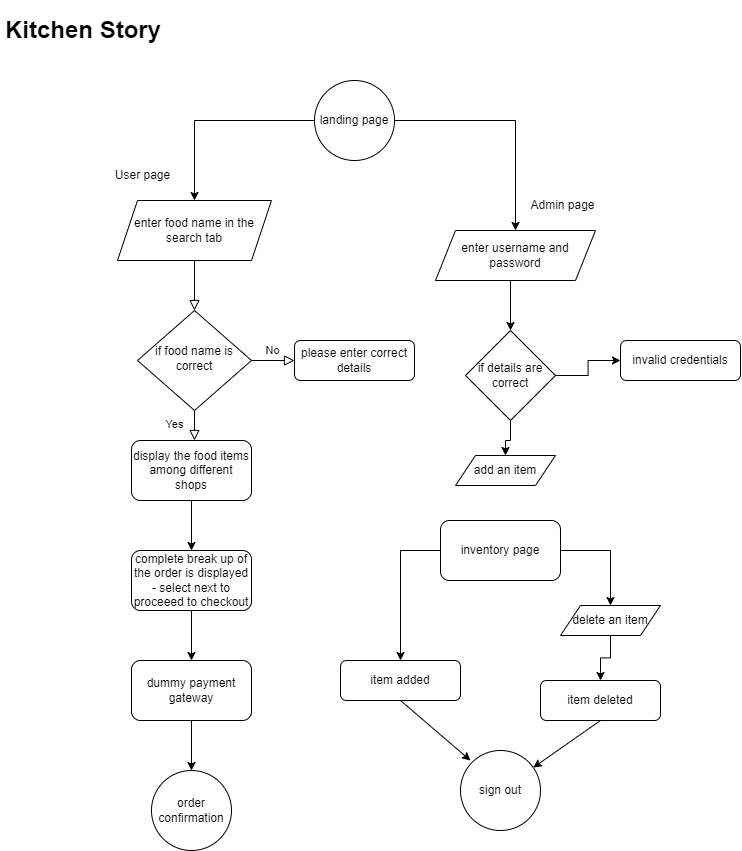 Kitchen Story
landing page
User page
enter food name in the
search tab
if food name is
correct
No
please enter correct
details
Yes
display the food items
among different
shops
complete break up of
the order is displayed
- select next to
proceeed to checkout
dummy payment
gateway
order
confirmation
Admin page
enter username and
password
if details are
correct
invalid credentials
add an item
inventory page
delete an item
item added
item deleted
sign out